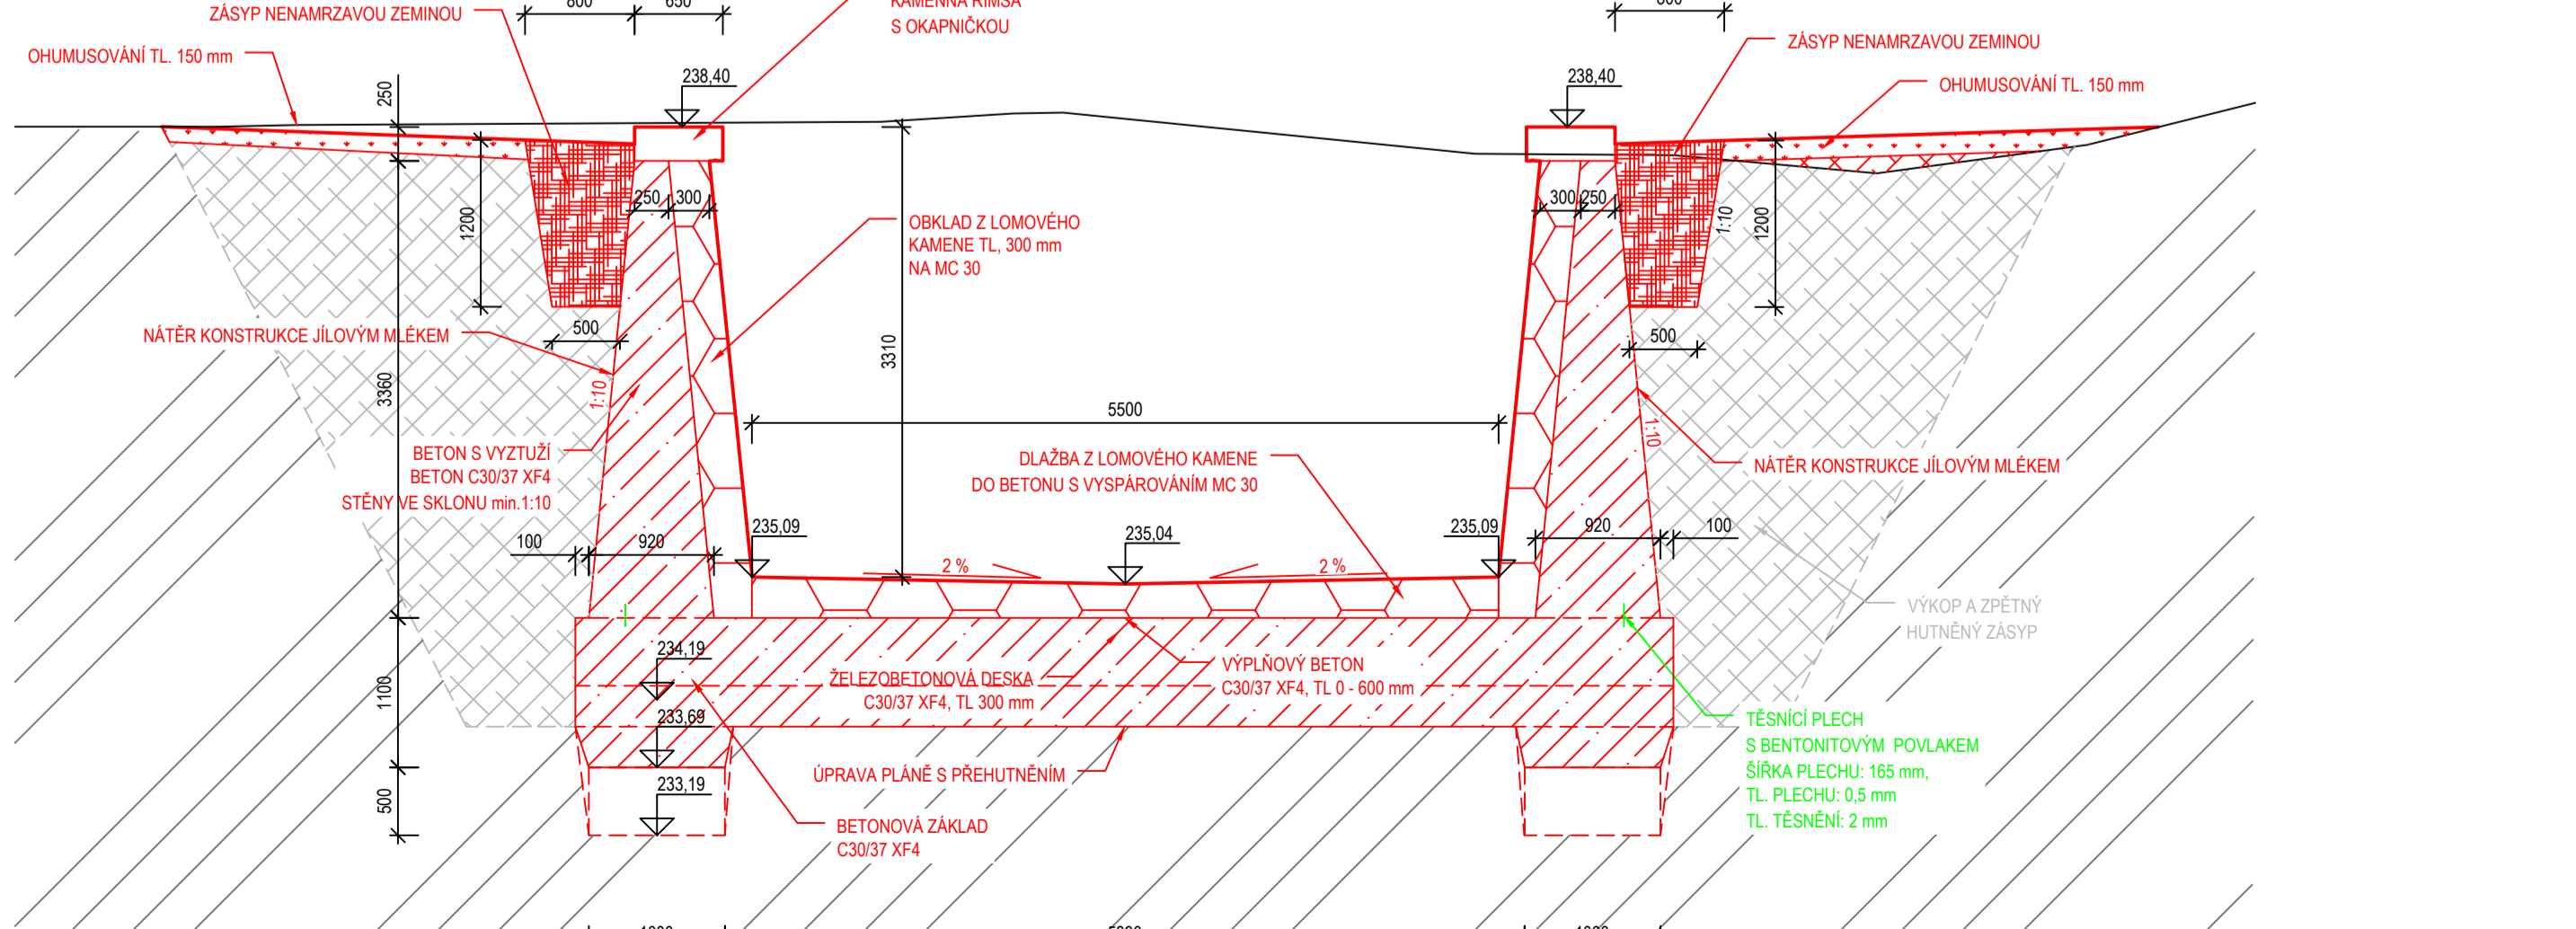 ZÁSYP NENAMRZAVOU ZEMINOU
800
650
KAMENNÁ ŘÍMSA
S OKAPNIČKOU
ZÁSYP NENAMRZAVOU ZEMINOU
OHUMUSOVÁNÍ TL. 150 mm
OHUMUSOVÁNÍ TL. 150 mm
238,40
238,40
250
250
300
300
250
1200
1:10
1200
OBKLAD Z LOMOVÉHO
KAMENE TL, 300 mm
NA MC 30
NÁTĚR KONSTRUKCE JÍLOVÝM MLÉKEM
500
500
3310
3360
1:10
5500
1:10
BETON S VYZTUŽÍ
BETON C30/37 XF4
STĚNY VE SKLONU min.1:10
DLAŽBA Z LOMOVÉHO KAMENE
DO BETONU S VYSPÁROVÁNÍM MC 30
NÁTĚR KONSTRUKCE JÍLOVÝM MLÉKEM
100
920
235,09
235,04
235,09
920
100
2 %
2 %
VÝKOP A ZPĚTNÝ
HUTNĚNÝ ZÁSYP
234,19
ŽELEZOBETONOVÁ DESKA
C30/37 XF4, TL 300 mm
VÝPLŇOVÝ BETON
C30/37 XF4, TL 0 - 600 mm
1100
233,69
TĚSNÍCÍ PLECH
S BENTONITOVÝM POVLAKEM
ŠÍŘKA PLECHU: 165 mm,
TL. PLECHU: 0,5 mm
TL. TĚSNĚNÍ: 2 mm
ÚPRAVA PLÁNĚ S PŘEHUTNĚNÍM
233,19
500
BETONOVÁ ZÁKLAD
C30/37 XF4